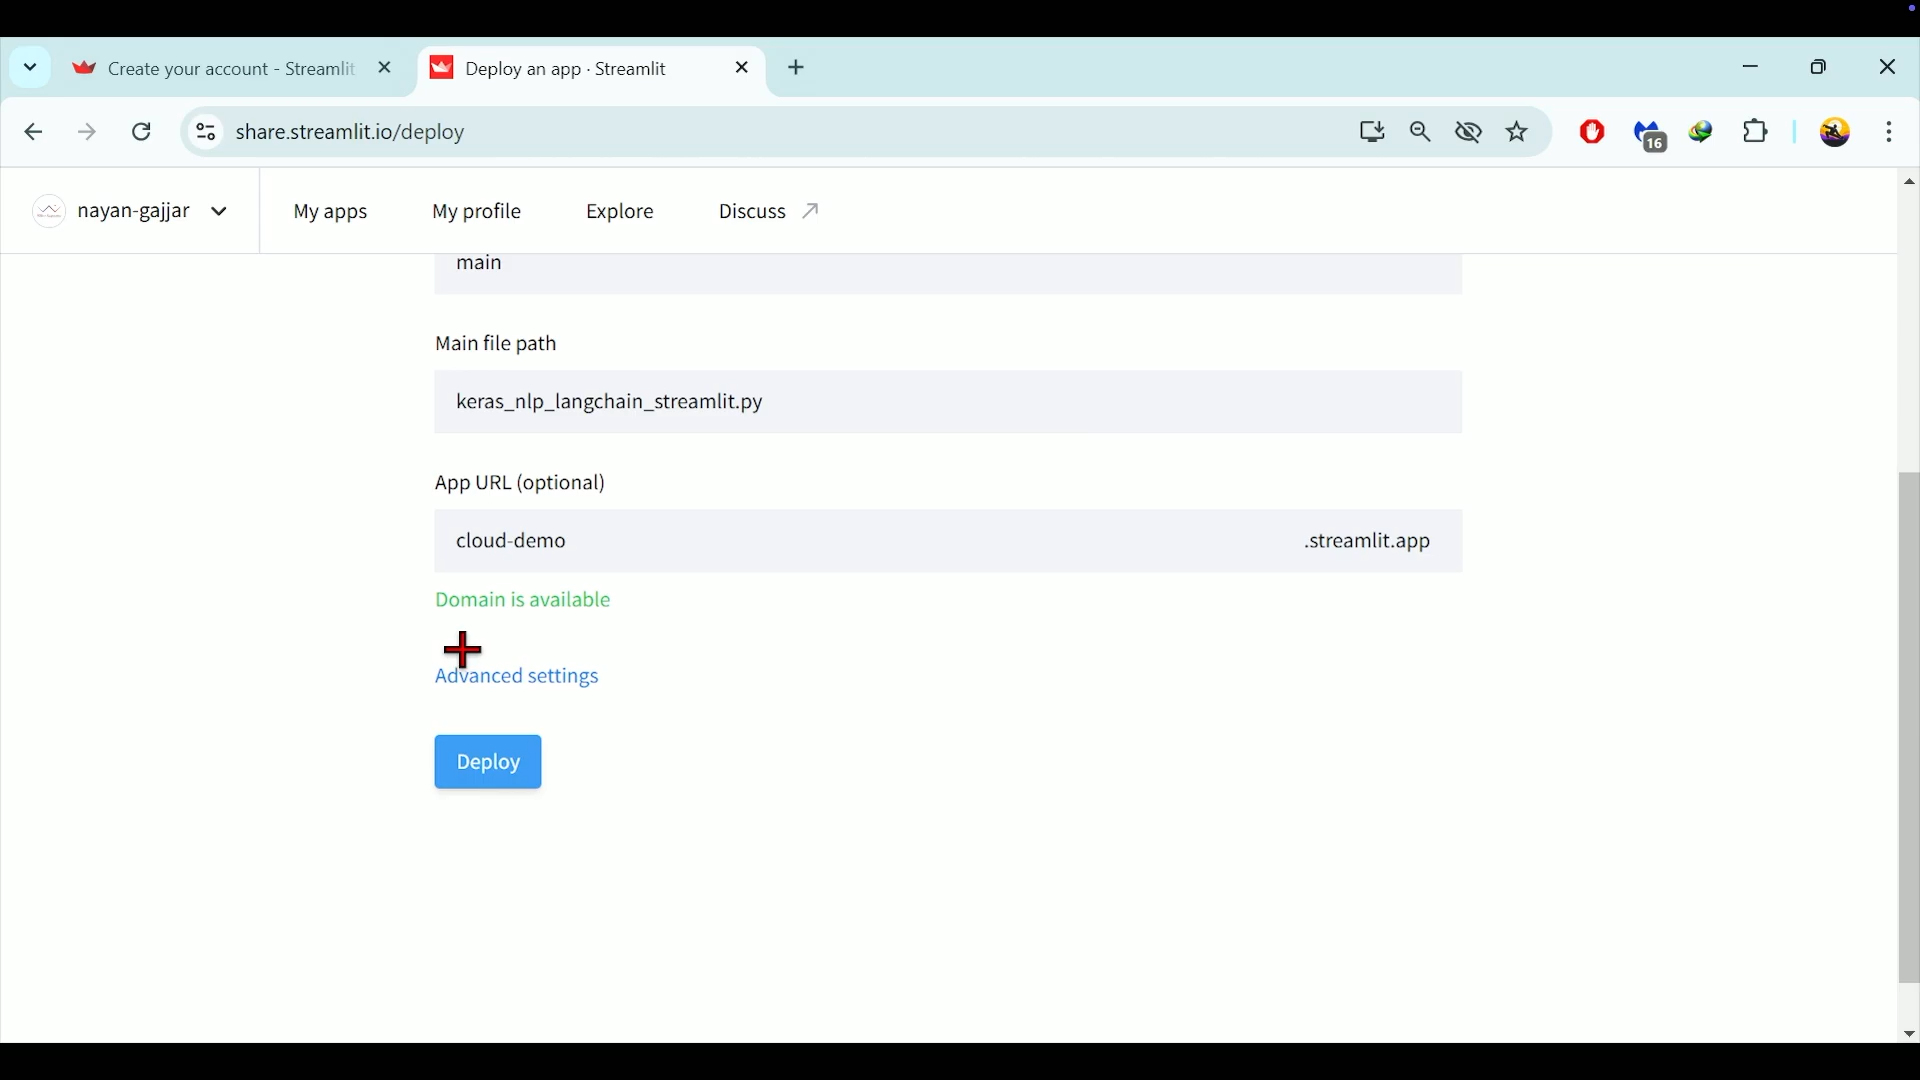 Create your account - Streamlit
Deploy an app · Streamlit
share.streamlit.io/deploy
16
nayan-gajjar
My apps
My profile
Explore
Discuss
main
Main file path
keras_nlp_langchain_streamlit.py
App URL (optional)
cloud-demo
.streamlit.app
Domain is available
Advanced settings
Deploy